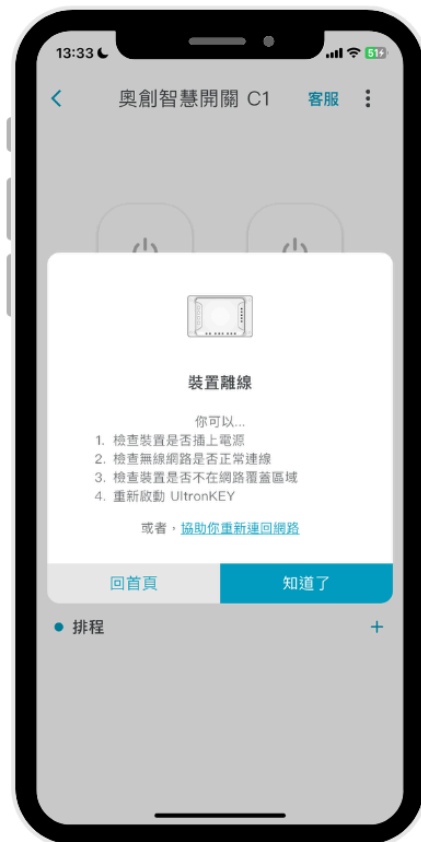 13:33
51
奧創智慧開關 C1
客服
裝置離線
你可以...
1. 檢查裝置是否插上電源
2. 檢查無線網路是否正常連線
3. 檢查裝置是否不在網路覆蓋區域
4. 重新啟動 UltronKEY
或者，協助你重新連回網路
回首頁
知道了
排程